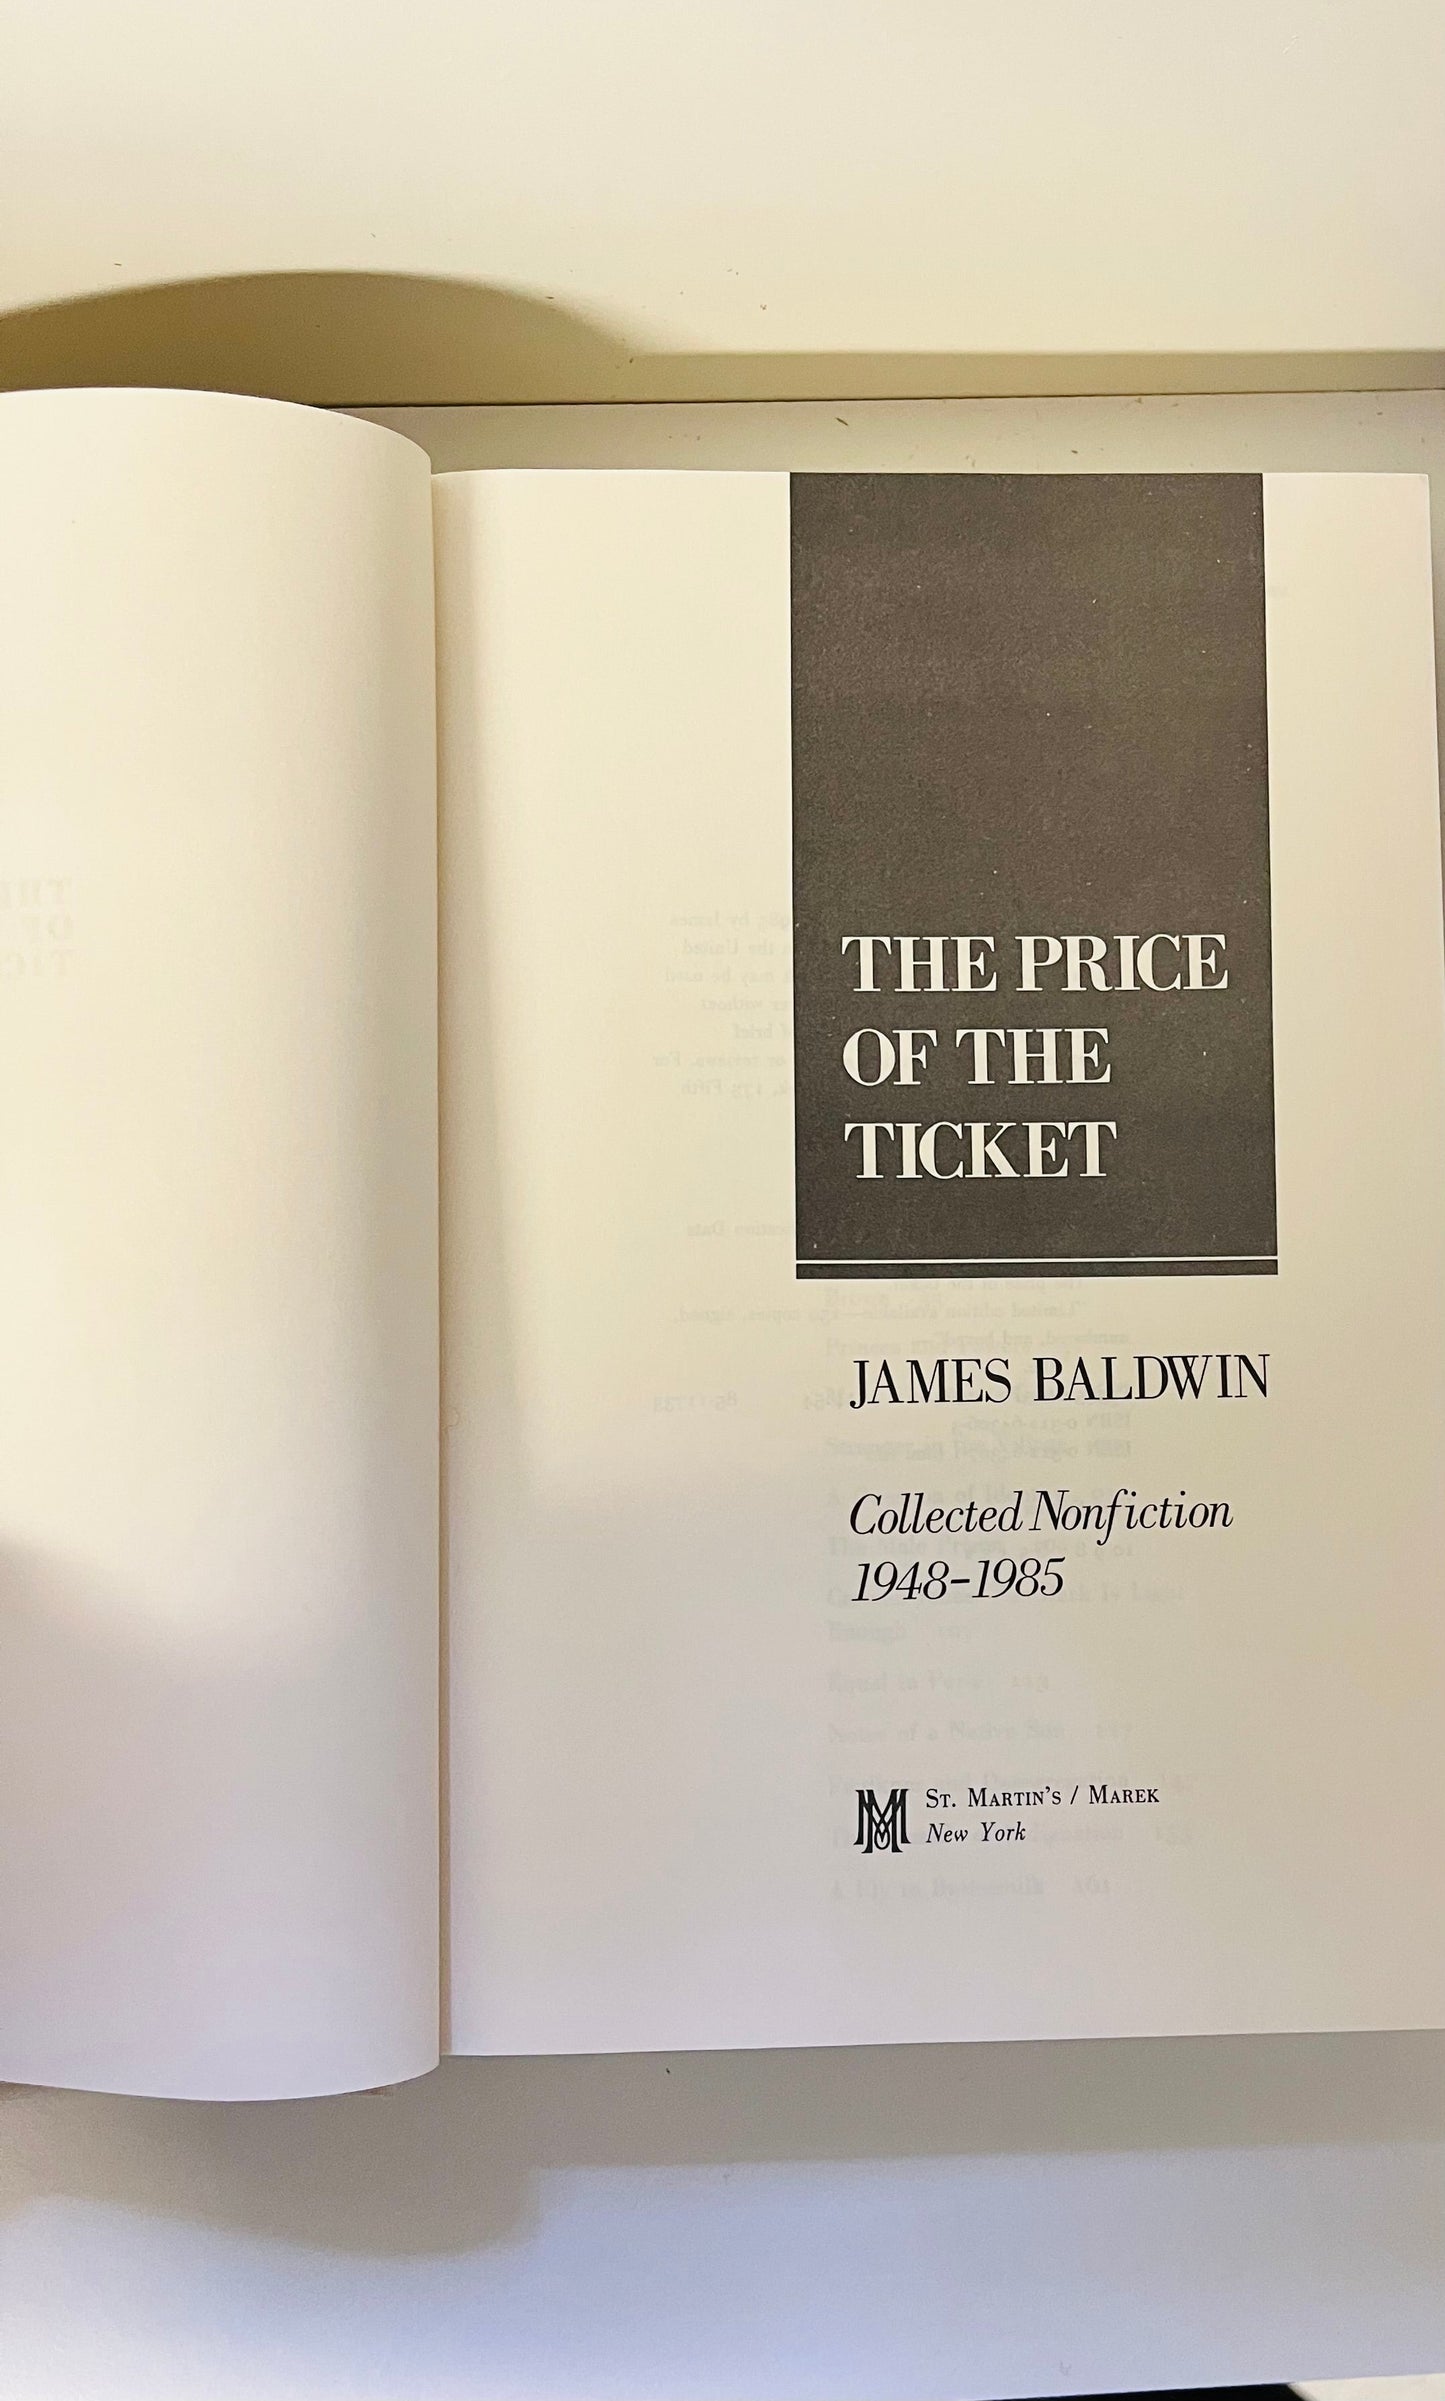 THE PRICE
OF THE
TICKET
JAMES BALDWIN
Collected Nonfiction
1948–1985
ST. MARTIN'S / MAREK
New York